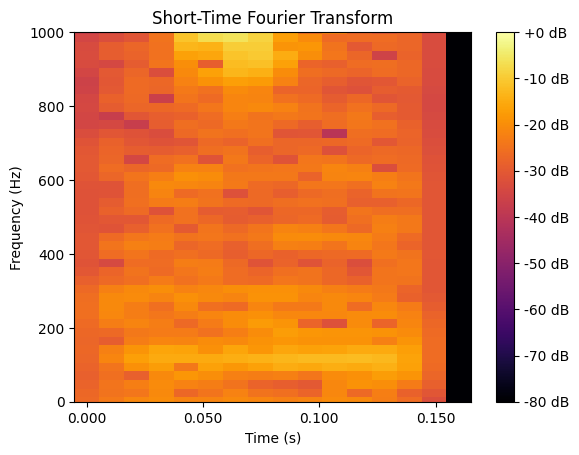 Short-Time Fourier Transform
1000
800
600
400
200
0
Frequency (Hz)
0.000
0.050
0.100
0.150
Time (s)
+0 dB
-10 dB
-20 dB
-30 dB
-40 dB
-50 dB
-60 dB
-70 dB
-80 dB